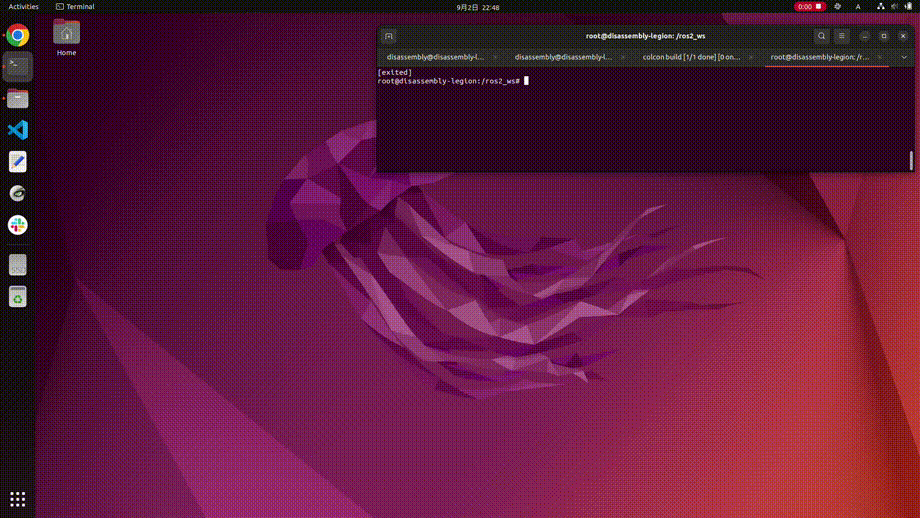 Activities
Terminal
9月2日 22:48
0:00
A
Home
root@disassembly-legion: /ros2_ws
disassembly@disassembly-l...
disassembly@disassembly-l...
colcon build [1/1 done] [0 on...
root@disassembly-legion: /r...
[exited]
root@disassembly-legion:/ros2_ws#